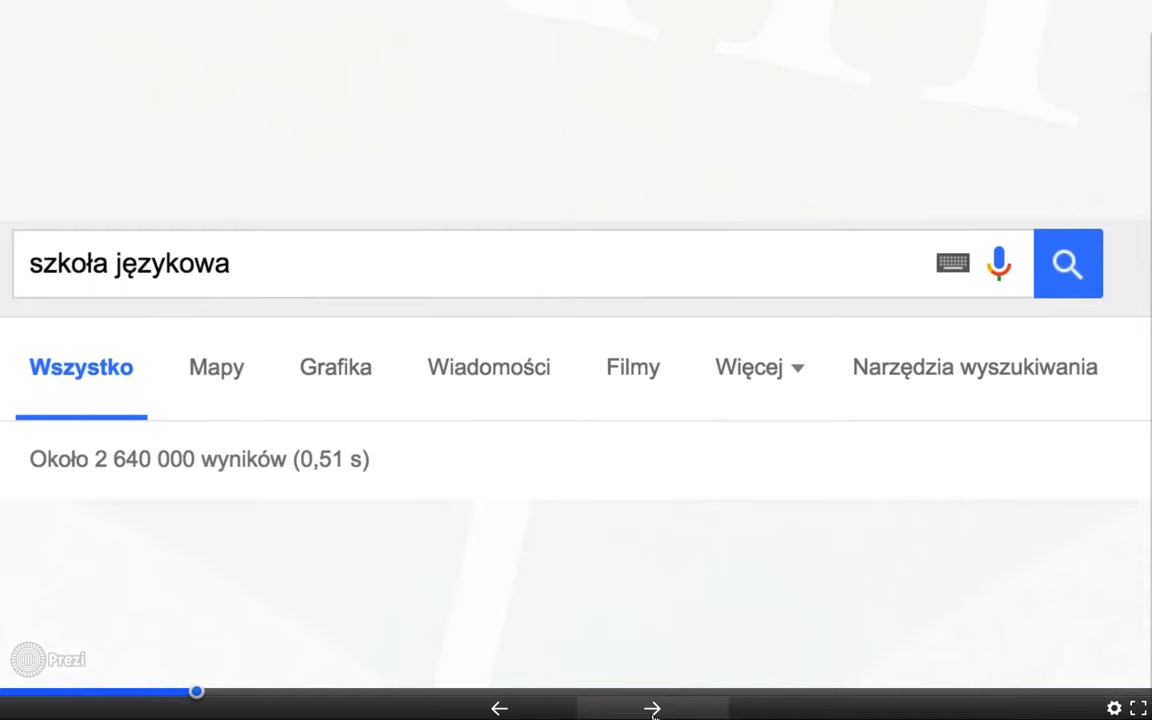 szkoła językowa
Wszystko Mapy Grafika Wiadomości Filmy Więcej Narzędzia wyszukiwania
Około 2 640 000 wyników (0,51 s)
Prezi